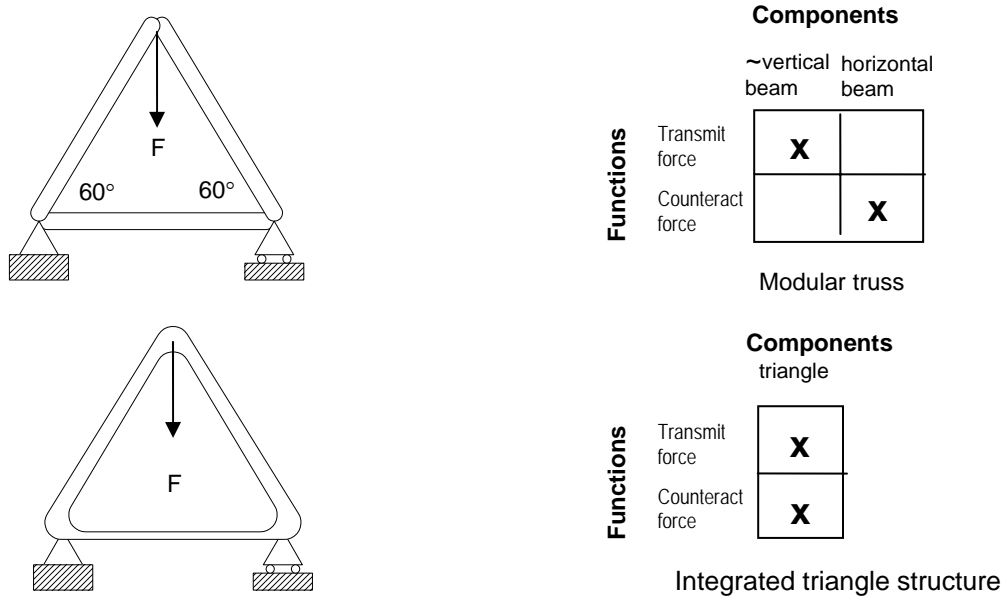 F
60° 60°
Components
~vertical horizontal
beam beam
Functions
Transmit
force
X
Counteract
force
X
Modular truss
F
Components
triangle
Functions
Transmit
force
X
Counteract
force
X
Integrated triangle structure